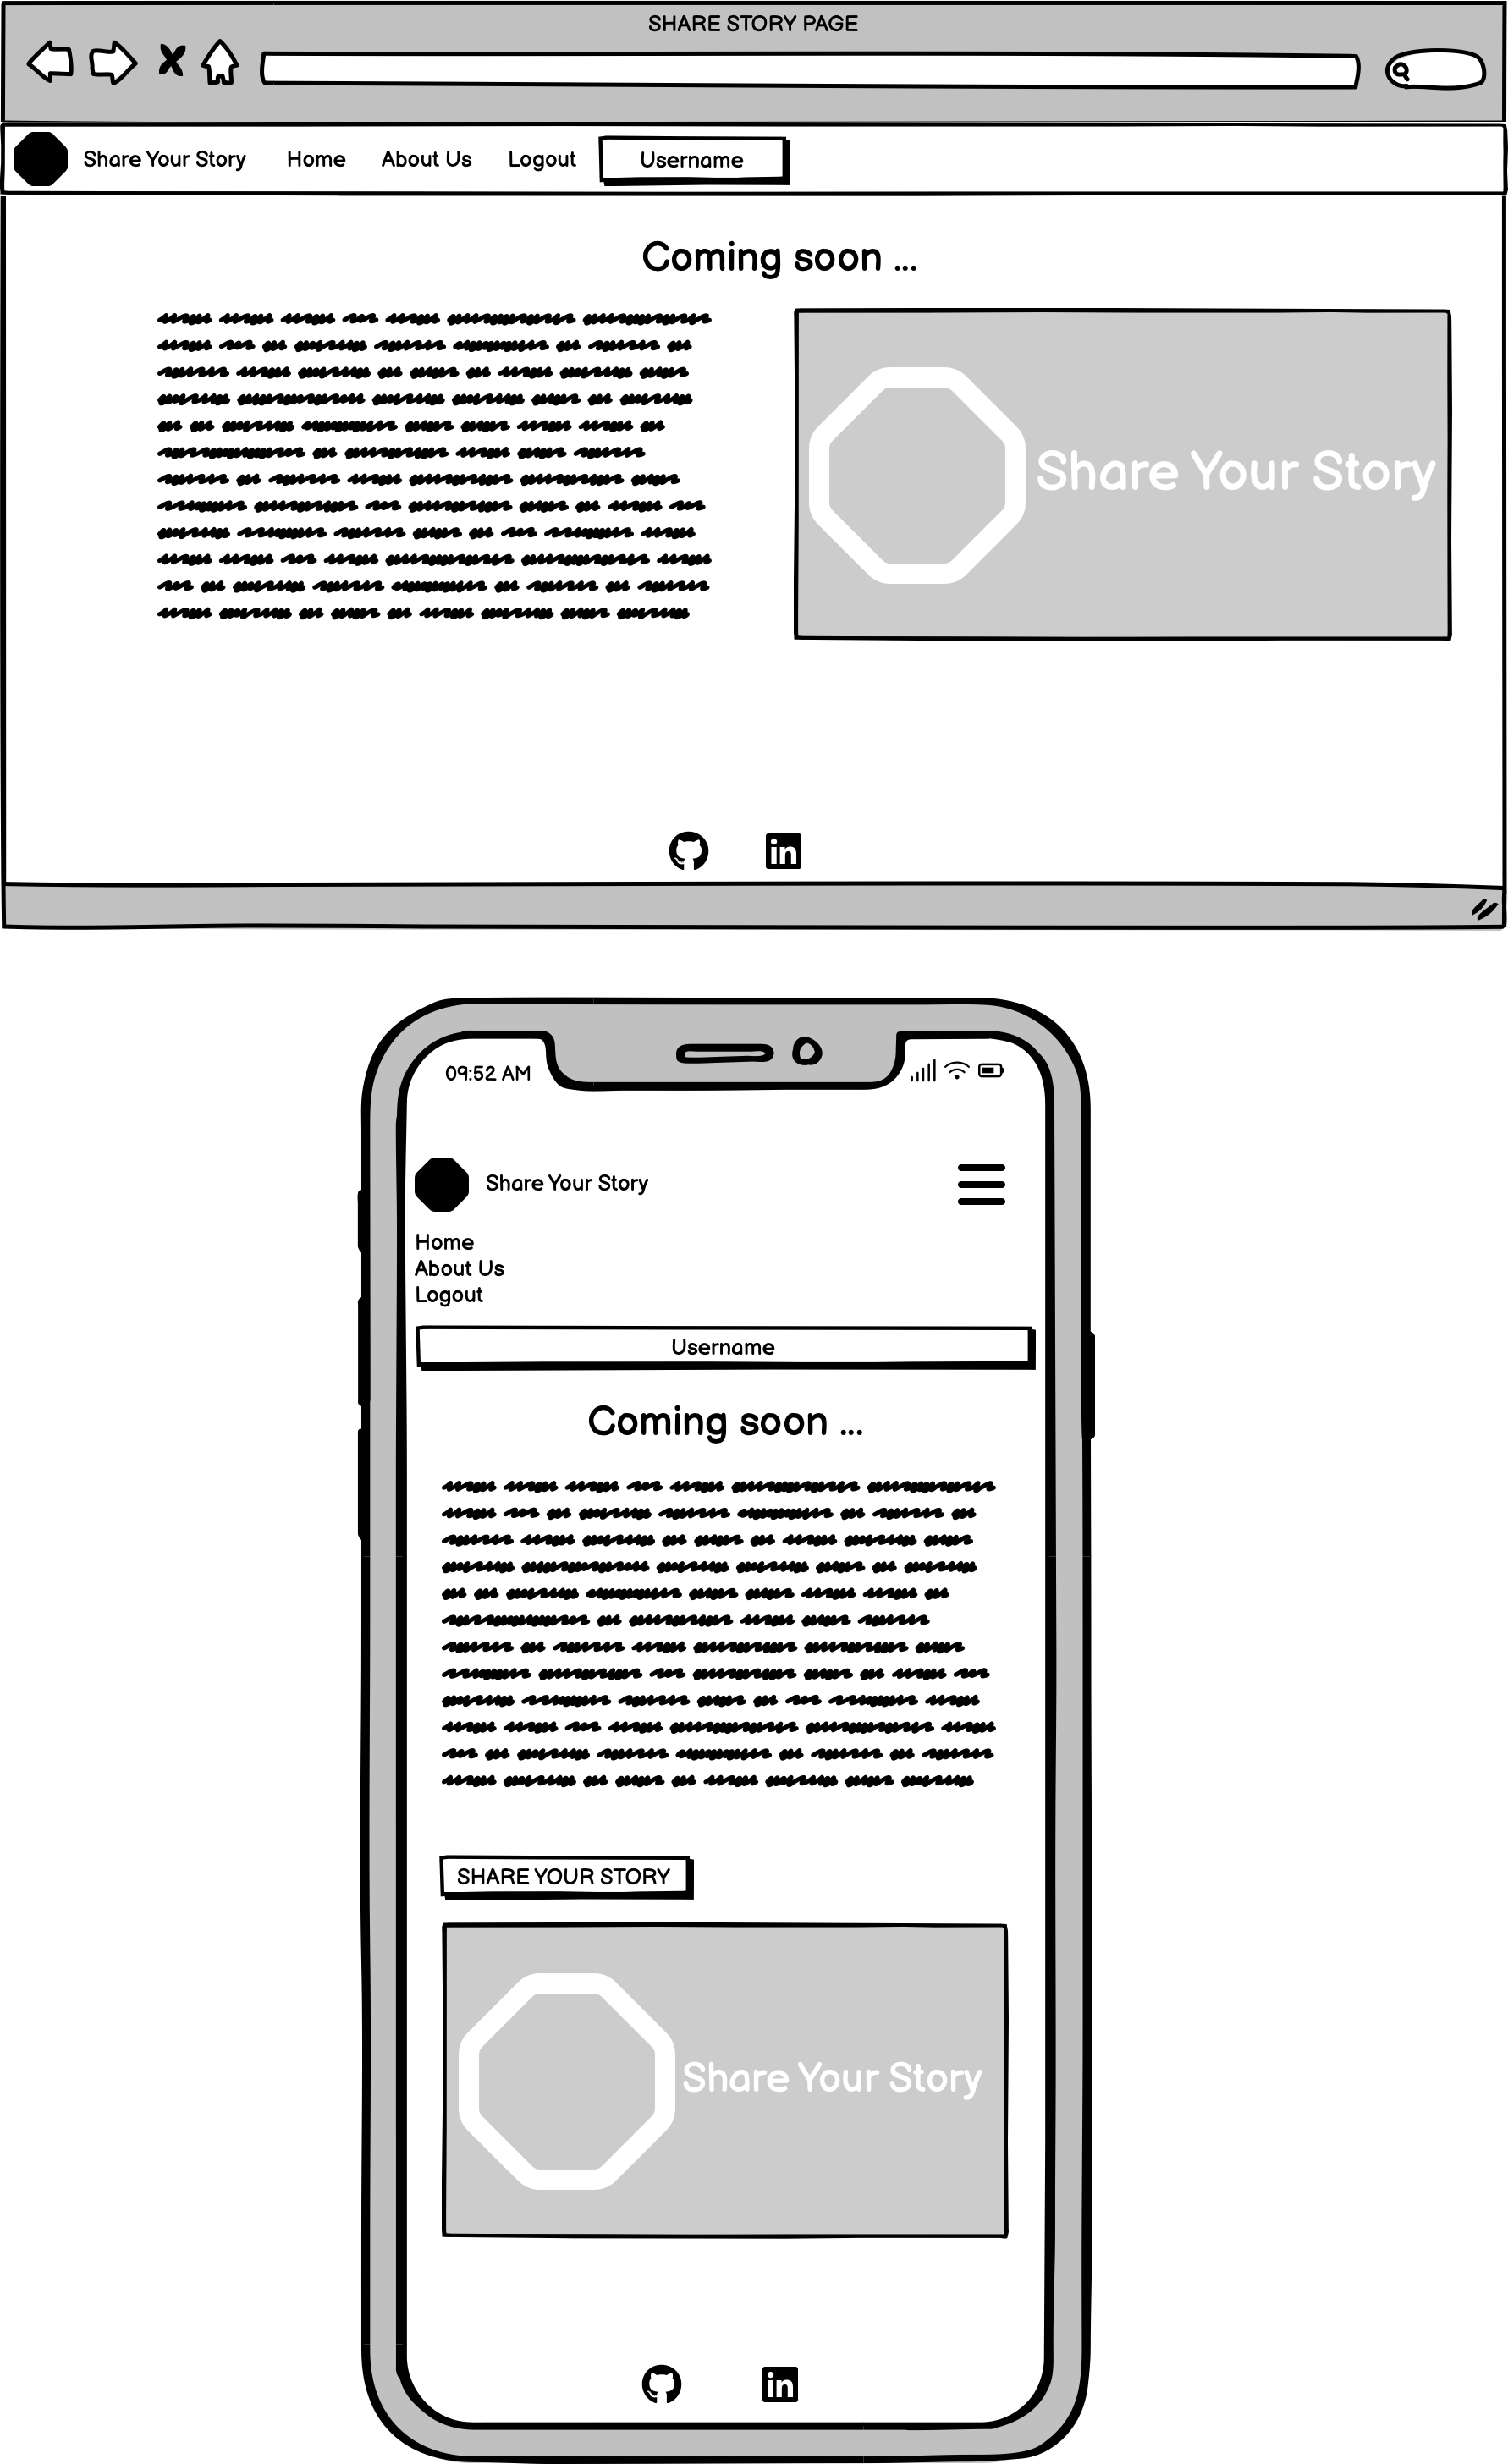 SHARE STORY PAGE
Share Your Story Home About Us Logout Username
Coming soon ...
Share Your Story
09:52 AM
Share Your Story
Home
About Us
Logout
Username
Coming soon ...
SHARE YOUR STORY
Share Your Story